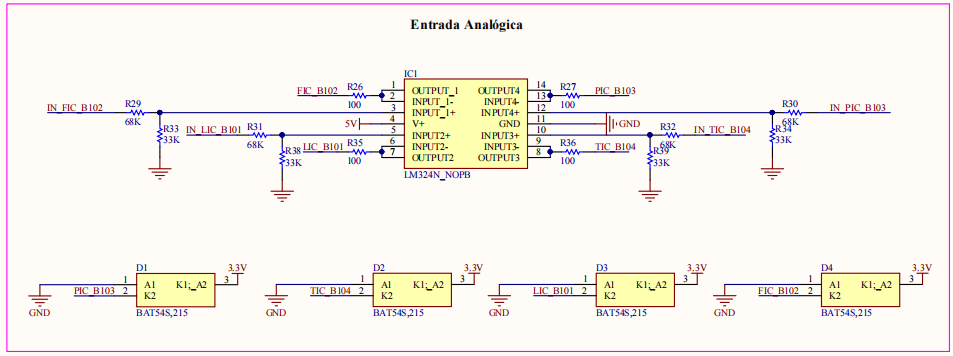 Entrada Analógica
IC1
FIC_B102 R26 100 1 OUTPUT_1 OUTPUT4 14 R27 100 PIC_B103
2 INPUT_1- INPUT4- 13
IN_FIC_B102 R29 68K 3 INPUT_1+ INPUT4+ 12 R30 68K IN_PIC_B103
5V 4 V+ GND 11 GND
R33 33K IN_LIC_B101 R31 68K 5 INPUT2+ INPUT3+ 10 R32 68K IN_TIC_B104 R34 33K
6 INPUT2- INPUT3- 9
R38 33K LIC_B101 R35 100 7 OUTPUT2 OUTPUT3 8 R36 100 TIC_B104 R39 33K
LM324N_NOPB
D1 3.3V
1 A1 K1;_A2 3
PIC_B103 2 K2
GND BAT54S,215
D2 3.3V
1 A1 K1;_A2 3
TIC_B104 2 K2
GND BAT54S,215
D3 3.3V
1 A1 K1;_A2 3
LIC_B101 2 K2
GND BAT54S,215
D4 3.3V
1 A1 K1;_A2 3
FIC_B102 2 K2
GND BAT54S,215